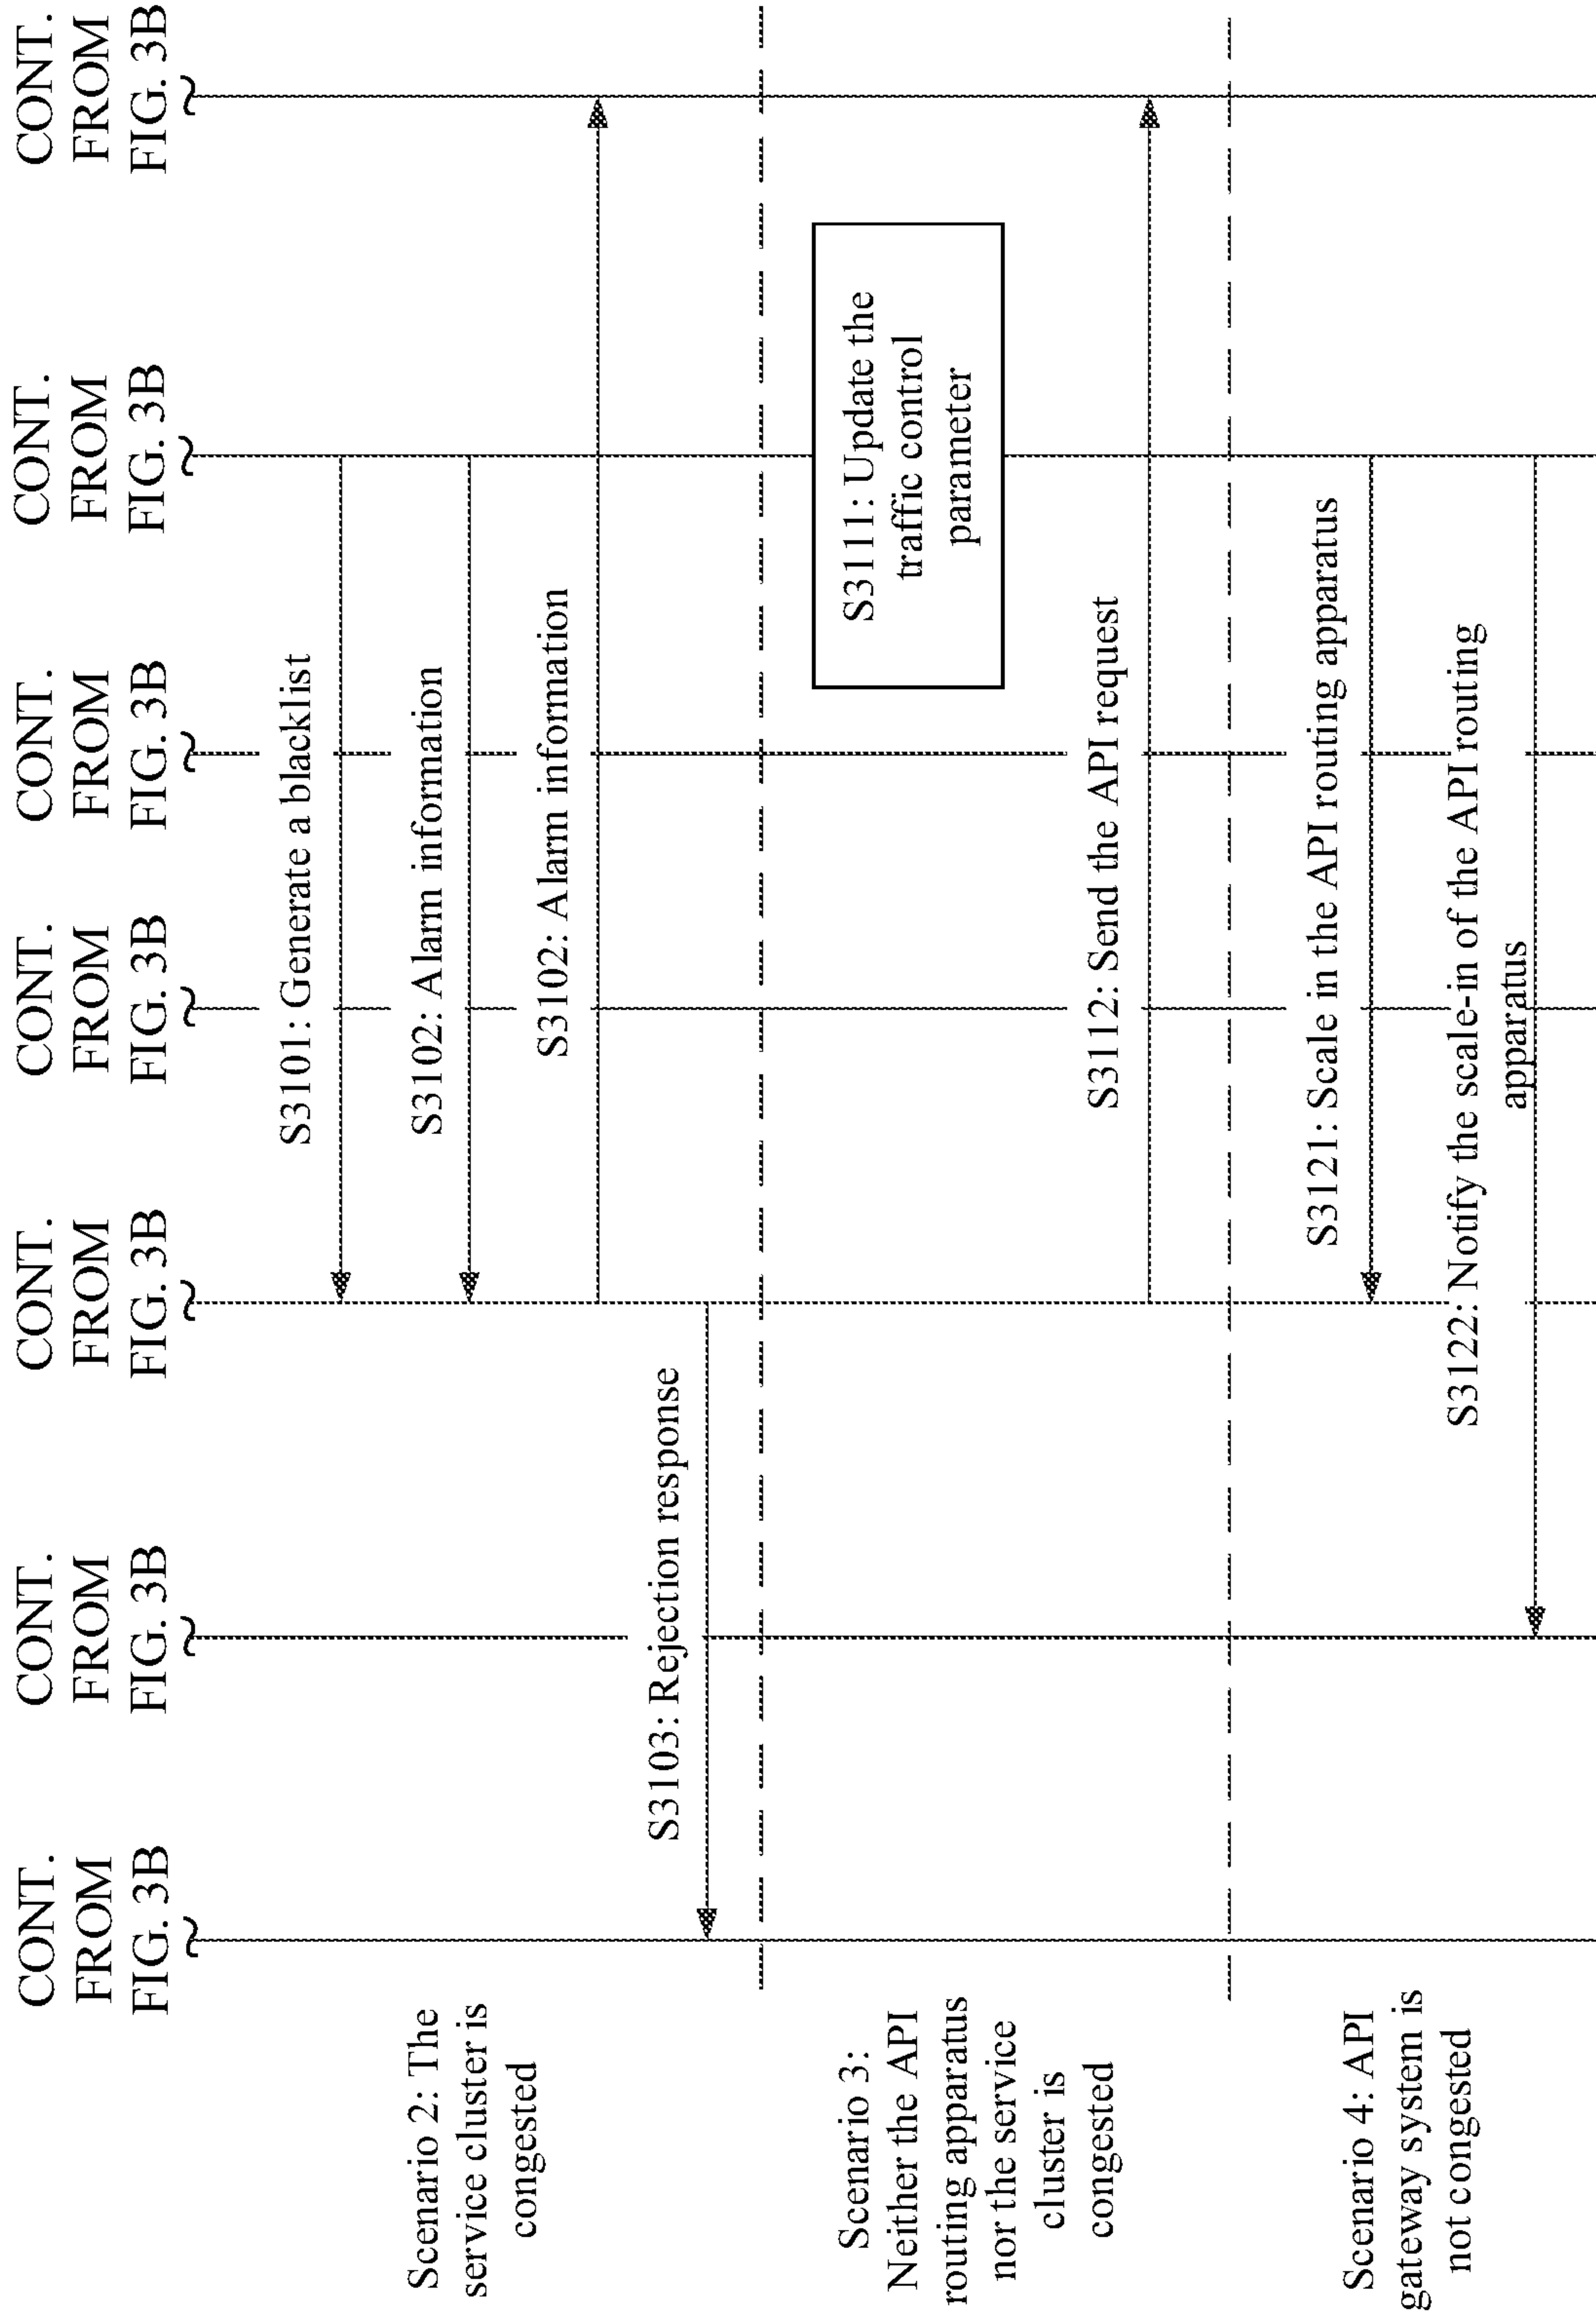 CONT.
FROM
FIG. 3B
CONT.
FROM
FIG. 3B
CONT.
FROM
FIG. 3B
CONT.
FROM
FIG. 3B
CONT.
FROM
FIG. 3B
CONT.
FROM
FIG. 3B
CONT.
FROM
FIG. 3B
Scenario 2: The
service cluster is
congested
S3101: Generate a blacklist
S3102: Alarm information
S3102: Alarm information
S3103: Rejection response
Scenario 3:
Neither the API
routing apparatus
nor the service
cluster is
congested
S3111: Update the
traffic control
parameter
S3112: Send the API request
Scenario 4: API
gateway system is
not congested
S3121: Scale in the API routing apparatus
S3122: Notify the scale-in of the API routing
apparatus